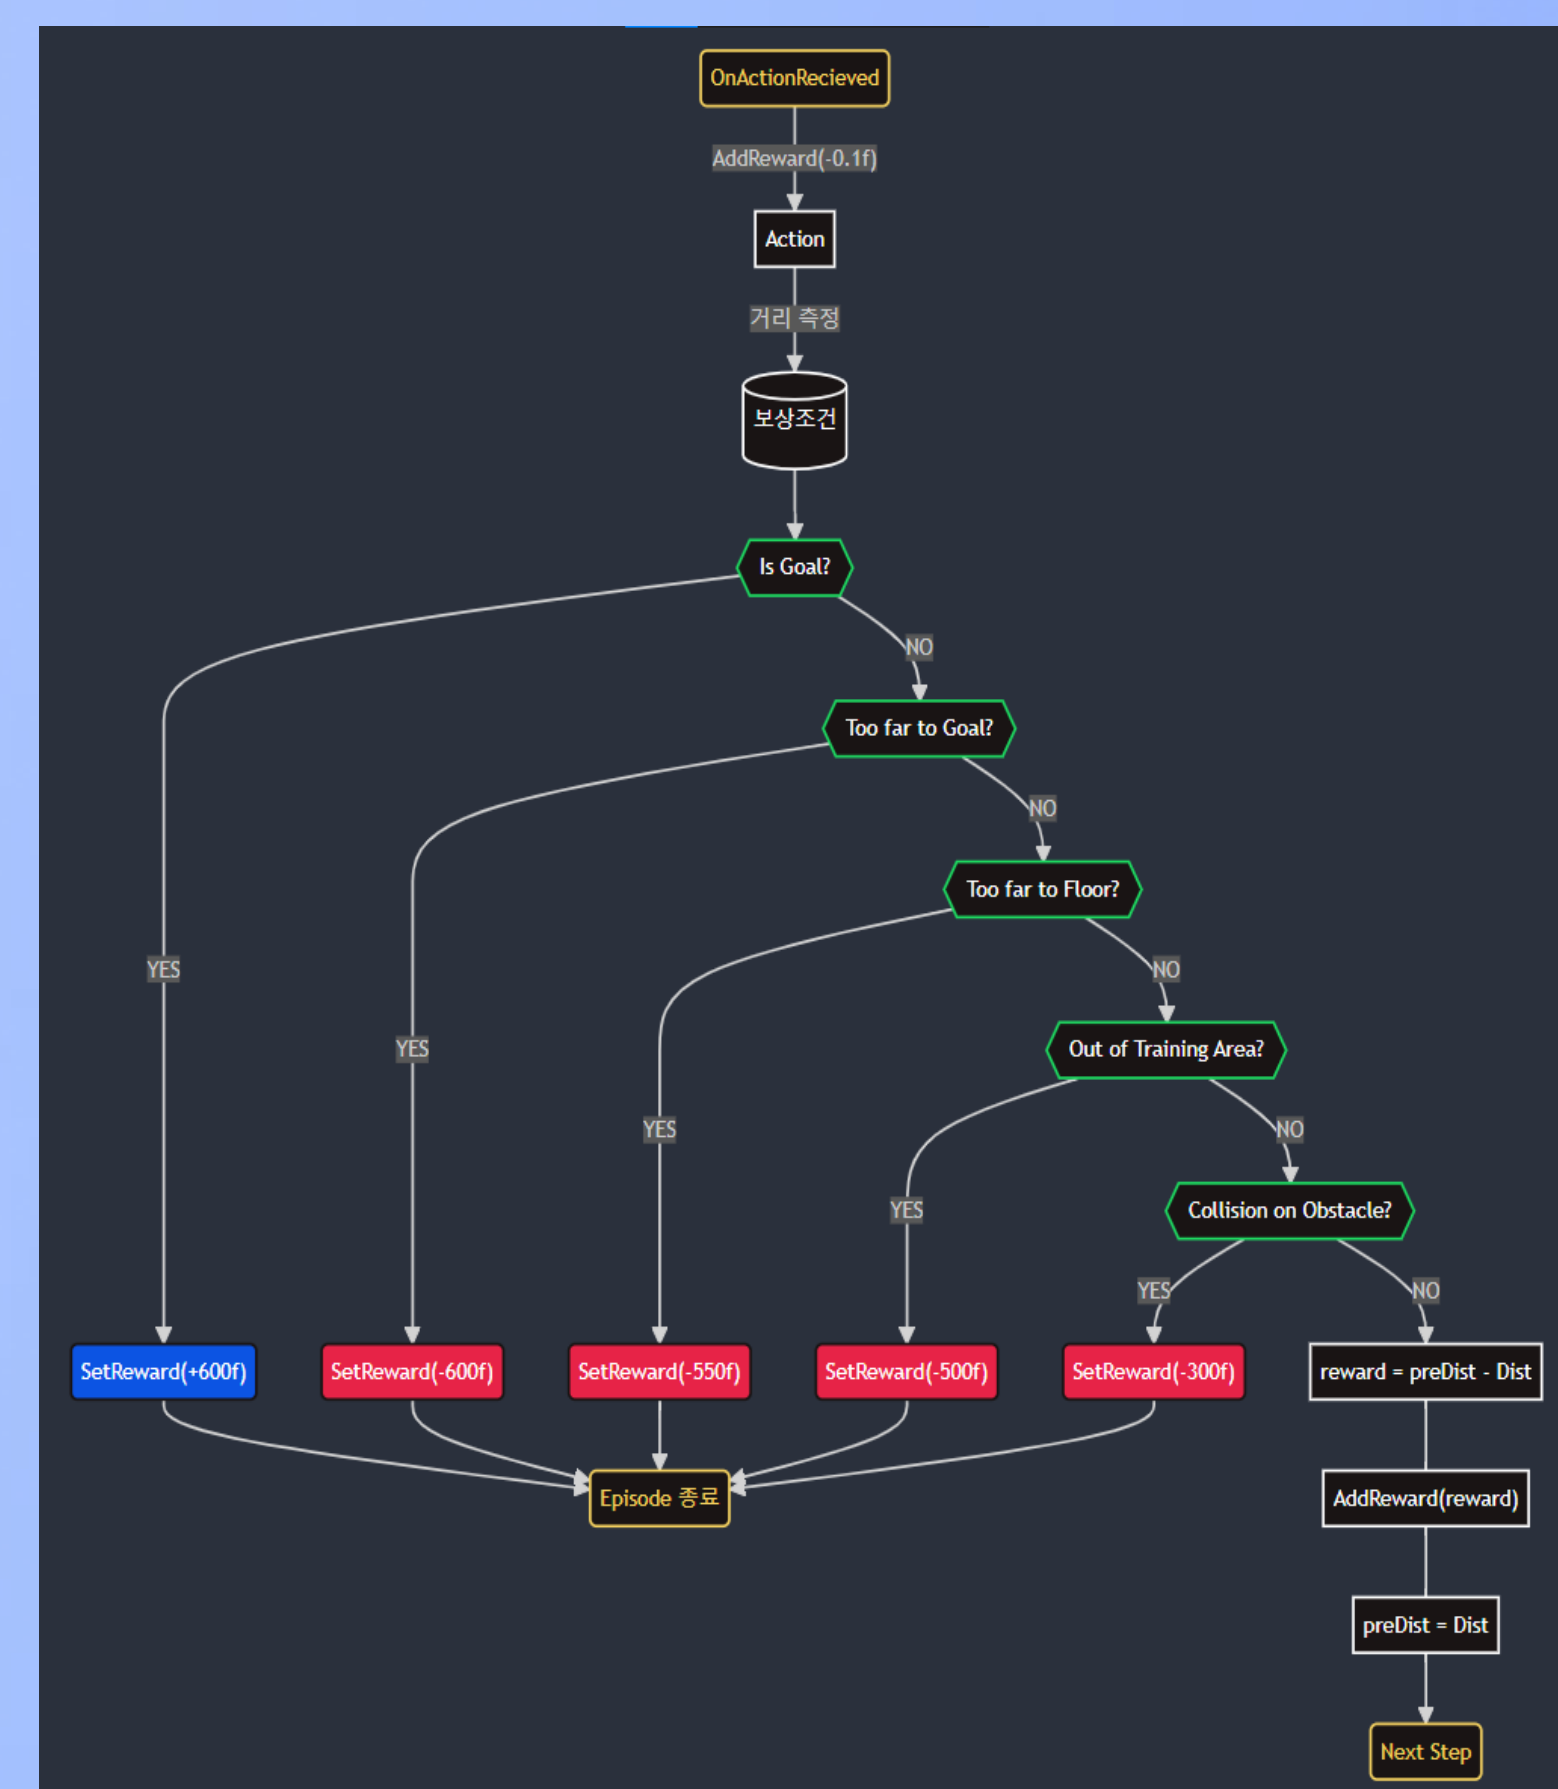 OnActionRecieved
AddReward(-0.1f)
Action
거리 측정
보상조건
Is Goal?
NO
Too far to Goal?
NO
Too far to Floor?
YES
NO
Out of Training Area?
YES
YES
NO
YES
Collision on Obstacle?
YES
NO
SetReward(+600f)
SetReward(-600f)
SetReward(-550f)
SetReward(-500f)
SetReward(-300f)
reward = preDist - Dist
Episode 종료
AddReward(reward)
preDist = Dist
Next Step